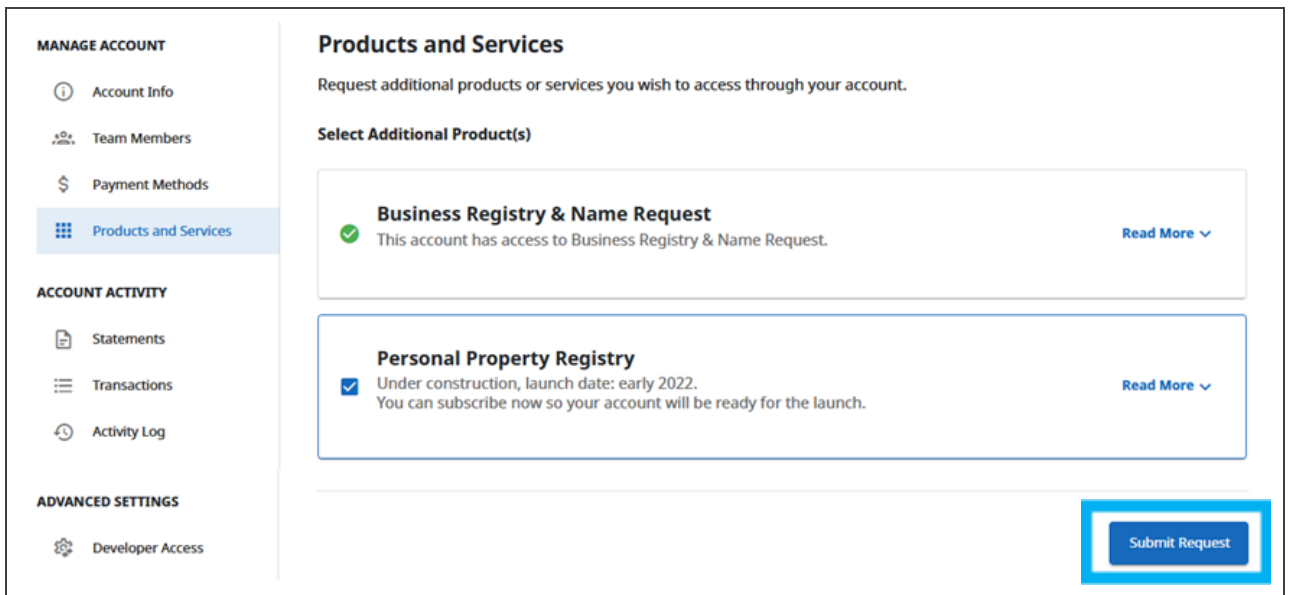 MANAGE ACCOUNT
Account Info
Team Members
Payment Methods
Products and Services
ACCOUNT ACTIVITY
Statements
Transactions
Activity Log
ADVANCED SETTINGS
Developer Access
Products and Services
Request additional products or services you wish to access through your account.
Select Additional Product(s)
Business Registry & Name Request
This account has access to Business Registry & Name Request.
Read More
Personal Property Registry
Under construction, launch date: early 2022.
You can subscribe now so your account will be ready for the launch.
Read More
Submit Request